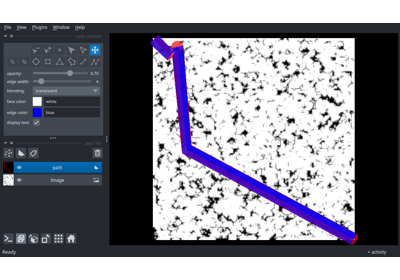 File View Plugins Window Help
opacity: 0.70
edge width:
blending: translucent
face color: white
edge color: blue
display text: ✓
path
Image
Ready
activity